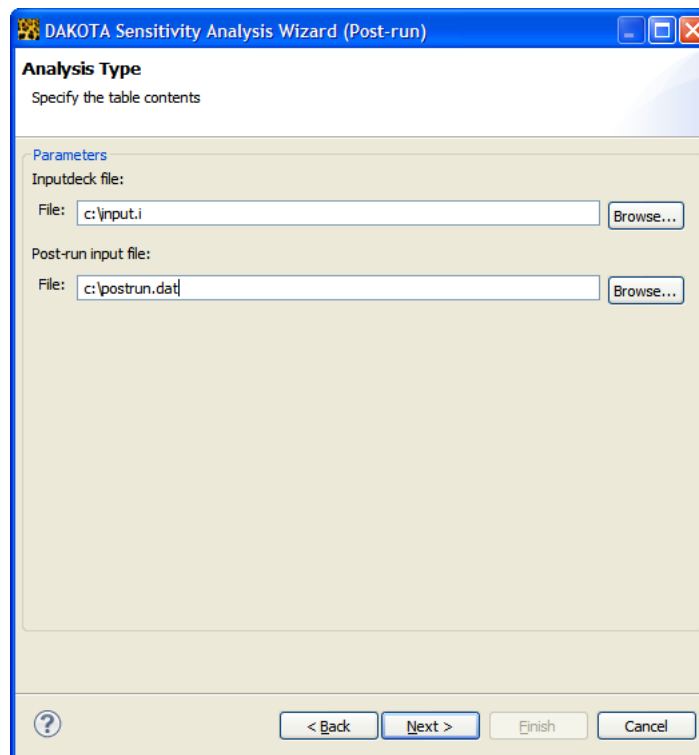 DAKOTA Sensitivity Analysis Wizard (Post-run)
Analysis Type
Specify the table contents
Parameters
Inputdeck file:
File: c:\input.i Browse...
Post-run input file:
File: c:\postrun.dat Browse...
? < Back Next > Finish Cancel